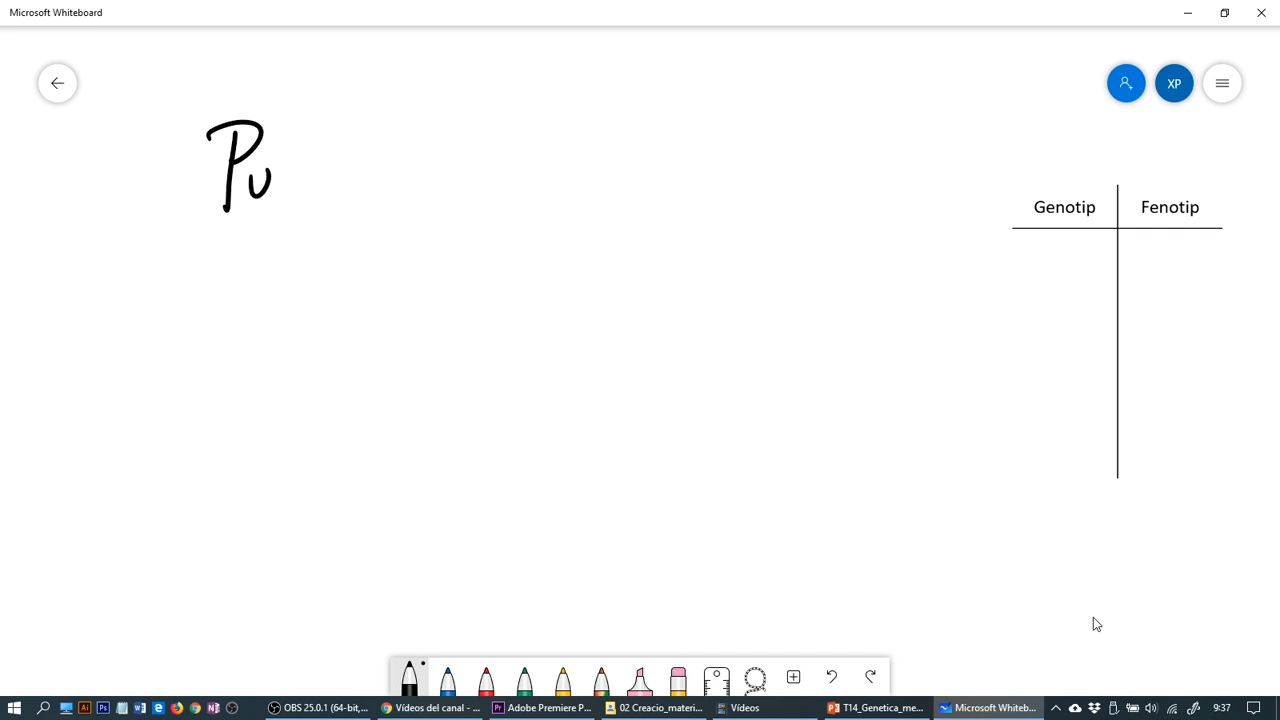 Microsoft Whiteboard
XP
Pu
Genotip Fenotip
OBS 25.0.1 (64-bit,...
Vídeos del canal - ...
Adobe Premiere P...
02 Creacio_materi...
Vídeos
T14_Genetica_me...
Microsoft Whiteb...
9:37